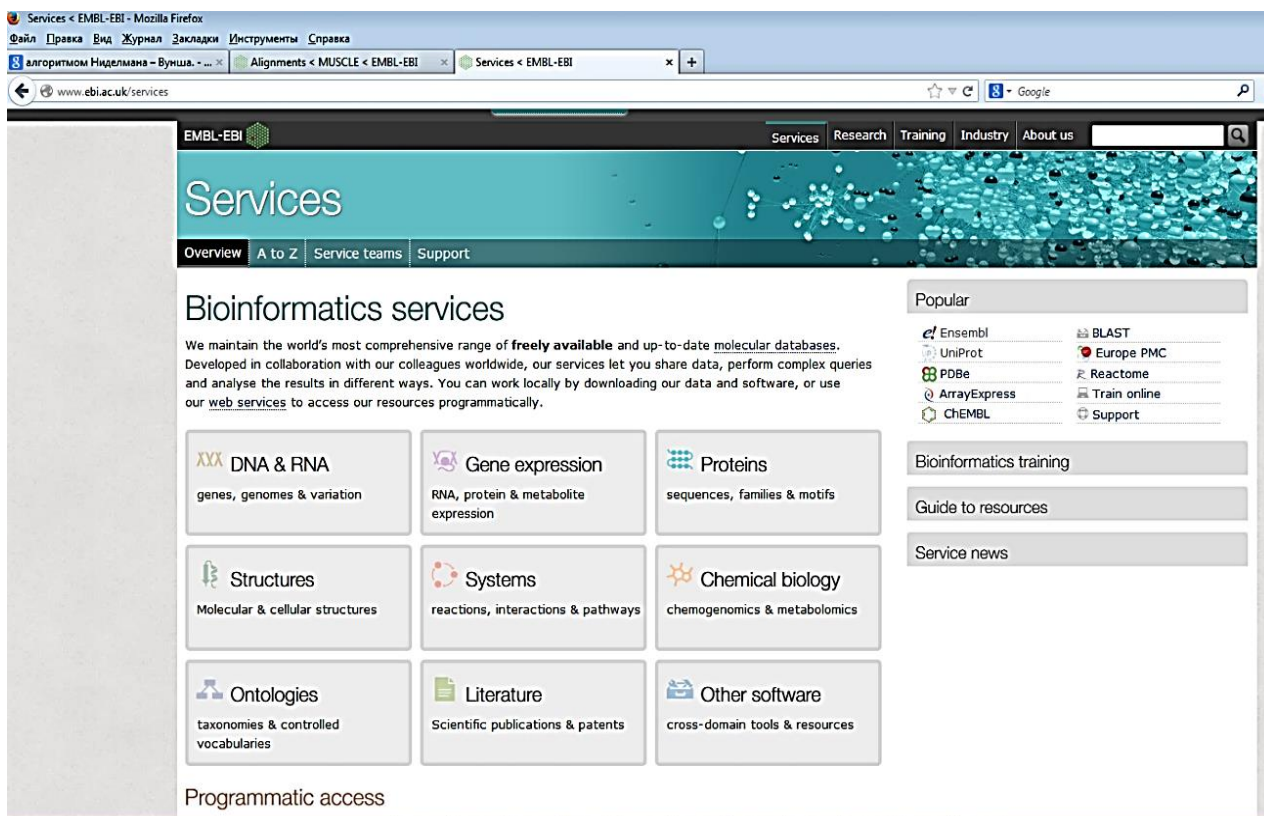 Services < EMBL-EBI - Mozilla Firefox
Файл Правка Вид Журнал Закладки Инструменты Справка
алгоритмом Ниделмана – Вунша. - ... × Alignments < MUSCLE < EMBL-EBI × Services < EMBL-EBI × +
www.ebi.ac.uk/services Google
EMBL-EBI Services Research Training Industry About us
Services
Overview A to Z Service teams Support
Bioinformatics services
We maintain the world's most comprehensive range of freely available and up-to-date molecular databases.
Developed in collaboration with our colleagues worldwide, our services let you share data, perform complex queries
and analyse the results in different ways. You can work locally by downloading our data and software, or use
our web services to access our resources programmatically.
DNA & RNA
genes, genomes & variation
Gene expression
RNA, protein & metabolite
expression
Proteins
sequences, families & motifs
Structures
Molecular & cellular structures
Systems
reactions, interactions & pathways
Chemical biology
chemogenomics & metabolomics
Ontologies
taxonomies & controlled
vocabularies
Literature
Scientific publications & patents
Other software
cross-domain tools & resources
Programmatic access
Popular
Ensembl BLAST
UniProt Europe PMC
PDBe Reactome
ArrayExpress Train online
ChEMBL Support
Bioinformatics training
Guide to resources
Service news